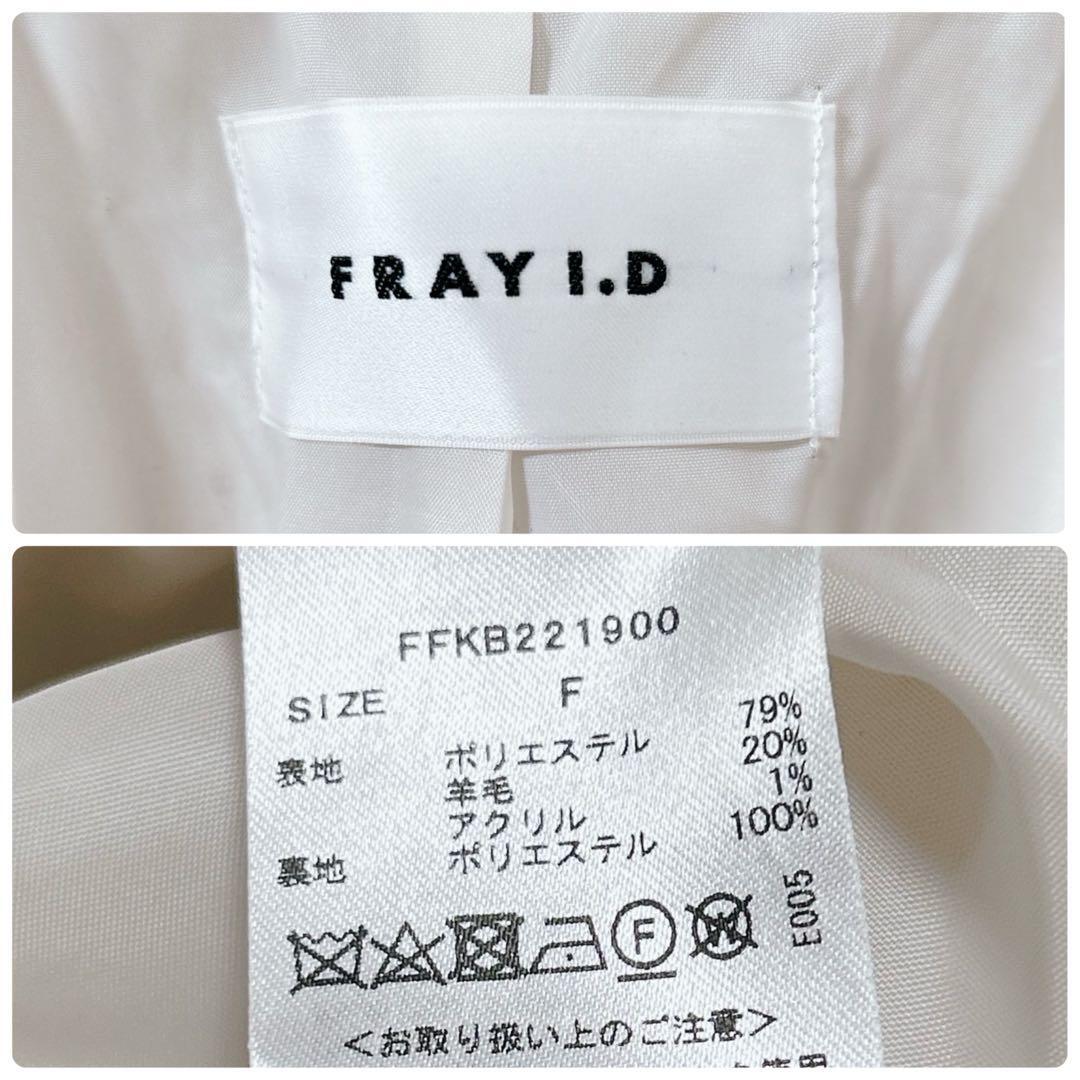 FRAY I.D
FFKB221900
SIZE F
表地 ポリエステル 79%
羊毛 20%
アクリル 1%
裏地 ポリエステル 100%
F W
E005
<お取り扱い上のご注意>
使用